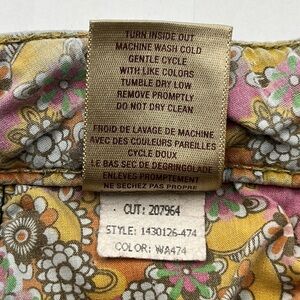 TURN INSIDE OUT
MACHINE WASH COLD
GENTLE CYCLE
WITH LIKE COLORS
TUMBLE DRY LOW
REMOVE PROMPTLY
DO NOT DRY CLEAN
FROID DE LAVAGE DE MACHINE
AVEC DES COULEURS PAREILLES
CYCLE DOUX
LE BAS SEC DE DEGRINGOLADE
ENLEVES PROMPTEMENT
NE SECHEZ PAS PROPRE
CUT: 207964
STYLE: 1430126-474
COLOR: WA474